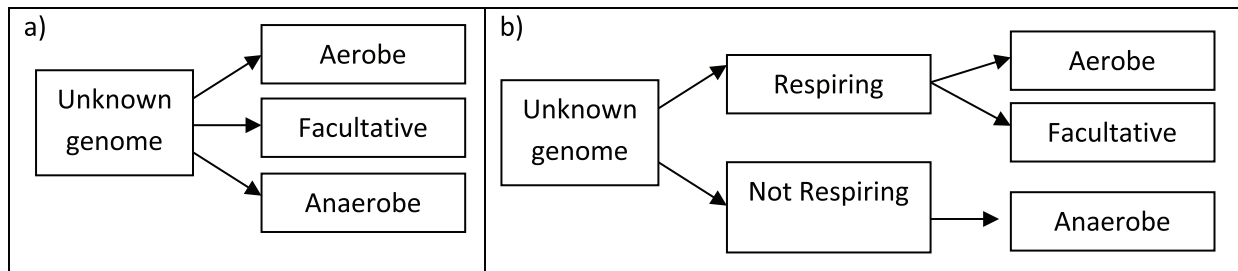 a)
Unknown
genome
Aerobe
Facultative
Anaerobe
b)
Unknown
genome
Respiring
Not Respiring
Aerobe
Facultative
Anaerobe